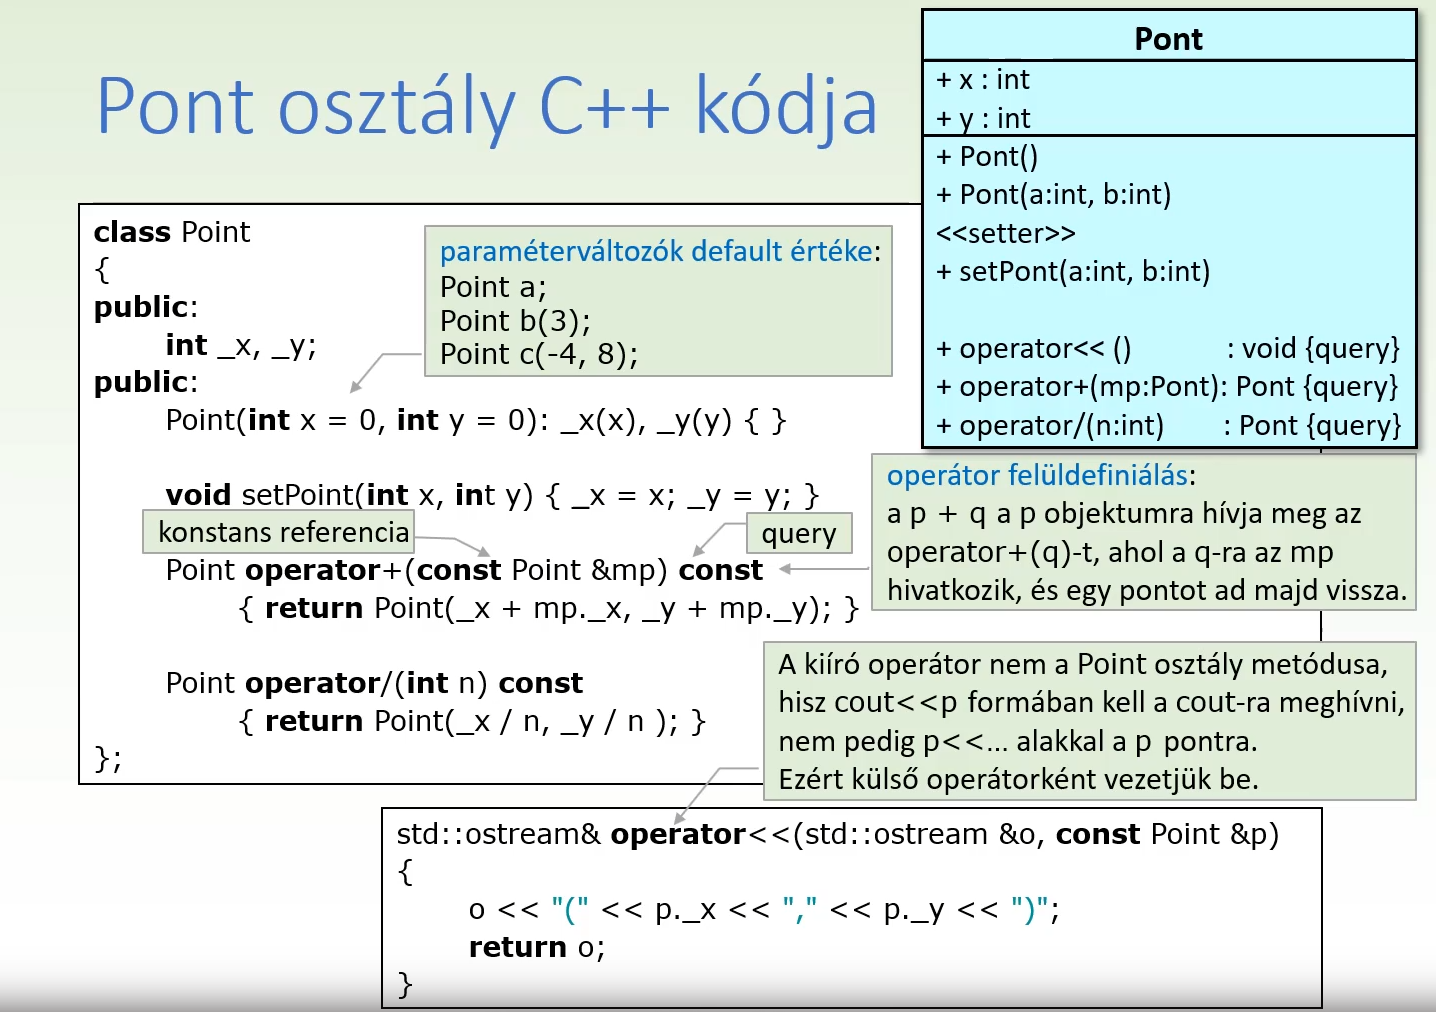 Pont osztály C++ kódja
Pont
+ x : int
+ y : int
+ Pont()
+ Pont(a:int, b:int)
<<setter>>
+ setPont(a:int, b:int)
+ operator<< () : void {query}
+ operator+(mp:Pont): Pont {query}
+ operator/(n:int) : Pont {query}
class Point
{
public:
int _x, _y;
public:
Point(int x = 0, int y = 0): _x(x), _y(y) { }
void setPoint(int x, int y) { _x = x; _y = y; }
Point operator+(const Point &mp) const
{ return Point(_x + mp._x, _y + mp._y); }
Point operator/(int n) const
{ return Point(_x / n, _y / n ); }
};
paraméterváltozók default értéke:
Point a;
Point b(3);
Point c(-4, 8);
konstans referencia
query
operátor felüldefiniálás:
a p + q a p objektumra hívja meg az
operator+(q)-t, ahol a q-ra az mp
hivatkozik, és egy pontot ad majd vissza.
A kiíró operátor nem a Point osztály metódusa,
hisz cout<<p formában kell a cout-ra meghívni,
nem pedig p<<... alakkal a p pontra.
Ezért külső operátorként vezetjük be.
std::ostream& operator<<(std::ostream &o, const Point &p)
{
o << "(" << p._x << "," << p._y << ")";
return o;
}